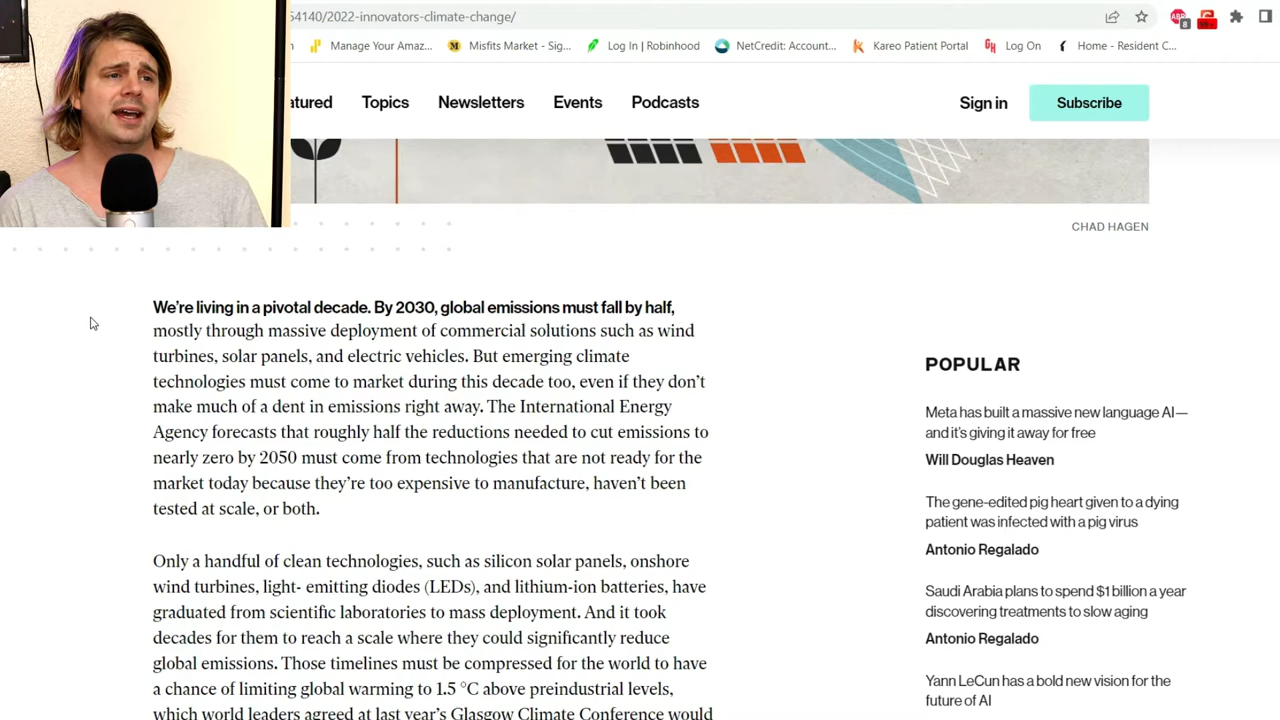 54140/2022-innovators-climate-change/
Manage Your Amaz...
Misfits Market - Sig...
Log In | Robinhood
NetCredit: Account...
Kareo Patient Portal
Log On
Home - Resident C...
Topics
Newsletters
Events
Podcasts
Sign in
Subscribe
CHAD HAGEN
We’re living in a pivotal decade. By 2030, global emissions must fall by half,
mostly through massive deployment of commercial solutions such as wind
turbines, solar panels, and electric vehicles. But emerging climate
technologies must come to market during this decade too, even if they don’t
make much of a dent in emissions right away. The International Energy
Agency forecasts that roughly half the reductions needed to cut emissions to
nearly zero by 2050 must come from technologies that are not ready for the
market today because they’re too expensive to manufacture, haven’t been
tested at scale, or both.
Only a handful of clean technologies, such as silicon solar panels, onshore
wind turbines, light- emitting diodes (LEDs), and lithium-ion batteries, have
graduated from scientific laboratories to mass deployment. And it took
decades for them to reach a scale where they could significantly reduce
global emissions. Those timelines must be compressed for the world to have
a chance of limiting global warming to 1.5 °C above preindustrial levels,
which world leaders agreed at last year’s Glasgow Climate Conference would
POPULAR
Meta has built a massive new language AI—
and it’s giving it away for free
Will Douglas Heaven
The gene-edited pig heart given to a dying
patient was infected with a pig virus
Antonio Regalado
Saudi Arabia plans to spend $1 billion a year
discovering treatments to slow aging
Antonio Regalado
Yann LeCun has a bold new vision for the
future of AI